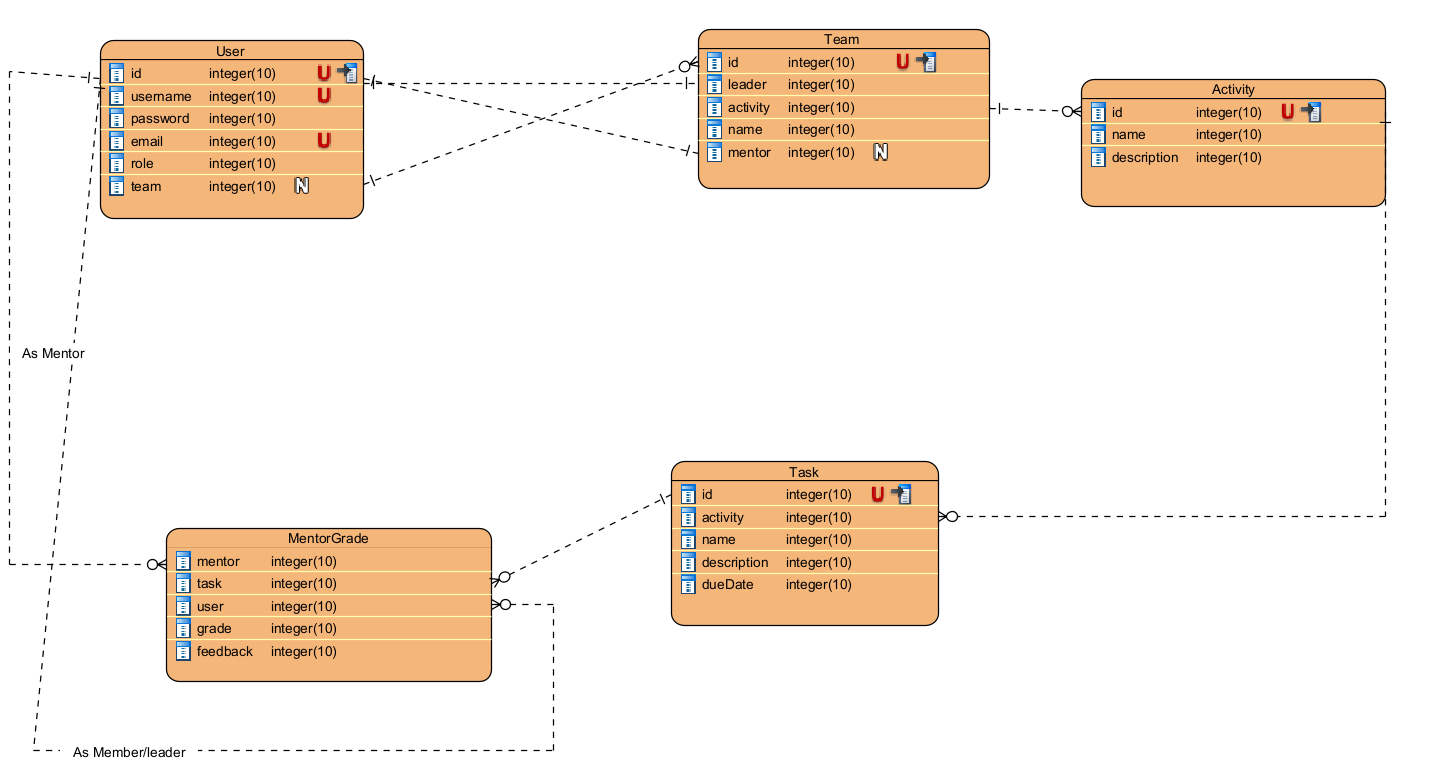 User
id integer(10) U
username integer(10) U
password integer(10)
email integer(10) U
role integer(10)
team integer(10) N
Team
id integer(10) U
leader integer(10)
activity integer(10)
name integer(10)
mentor integer(10) N
Activity
id integer(10) U
name integer(10)
description integer(10)
As Mentor
Task
id integer(10) U
activity integer(10)
name integer(10)
description integer(10)
dueDate integer(10)
MentorGrade
mentor integer(10)
task integer(10)
user integer(10)
grade integer(10)
feedback integer(10)
As Member/leader